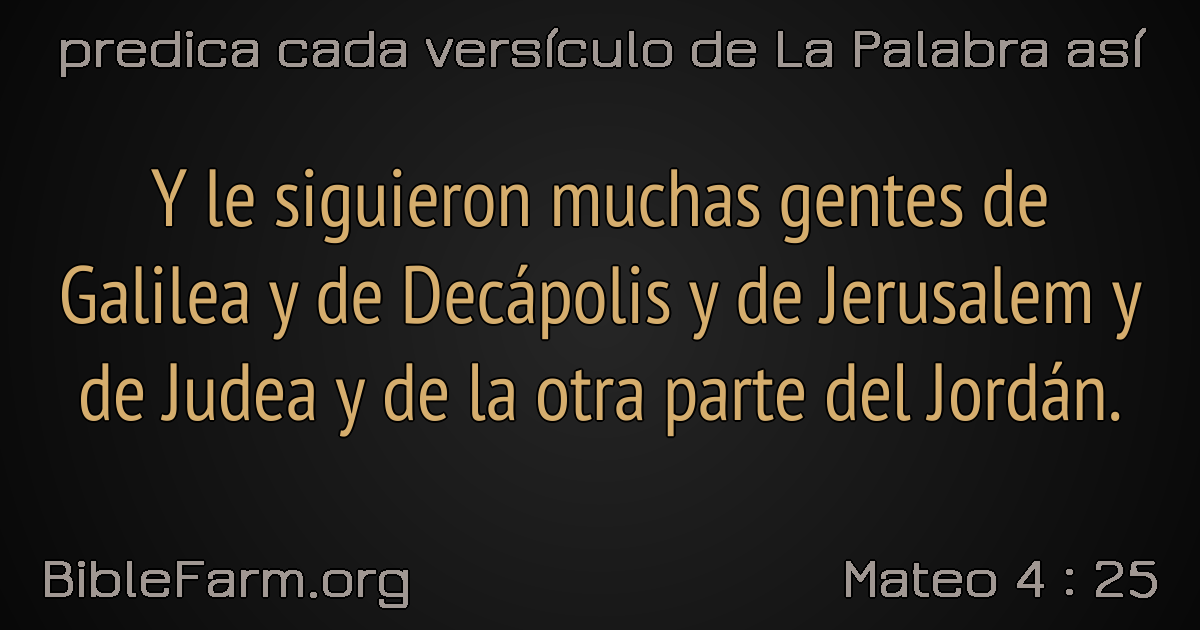 predica cada versículo de La Palabra así
Y le siguieron muchas gentes de
Galilea y de Decápolis y de Jerusalem y
de Judea y de la otra parte del Jordán.
BibleFarm.org
Mateo 4 : 25